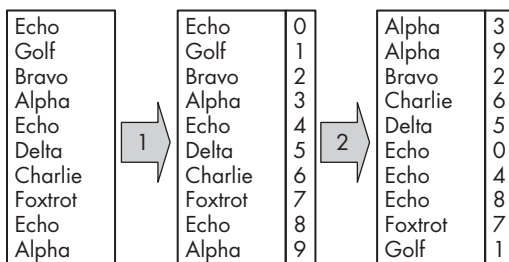 Echo Echo 0 Alpha 3
Golf Golf 1 Alpha 9
Bravo Bravo 2 Bravo 2
Alpha Alpha 3 Charlie 6
Echo 1 Echo 4 2 Delta 5
Delta Delta 5 Echo 0
Charlie Charlie 6 Echo 4
Foxtrot Foxtrot 7 Echo 8
Echo Echo 8 Foxtrot 7
Alpha Alpha 9 Golf 1